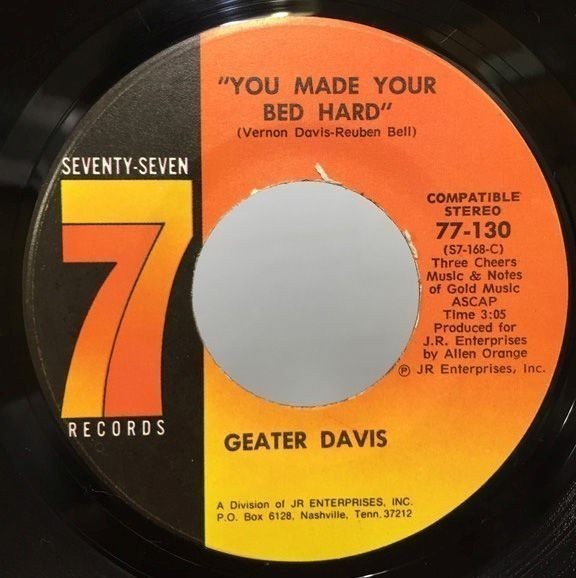 "YOU MADE YOUR
BED HARD"
(Vernon Davis-Reuben Bell)
SEVENTY-SEVEN
7
RECORDS
COMPATIBLE
STEREO
77-130
(S7-168-C)
Three Cheers
Music & Notes
of Gold Music
ASCAP
Time 3:05
Produced for
J.R. Enterprises
by Allen Orange
℗ JR Enterprises, Inc.
GEATER DAVIS
A Division of JR ENTERPRISES, INC.
P.O. Box 6128, Nashville, Tenn. 37212